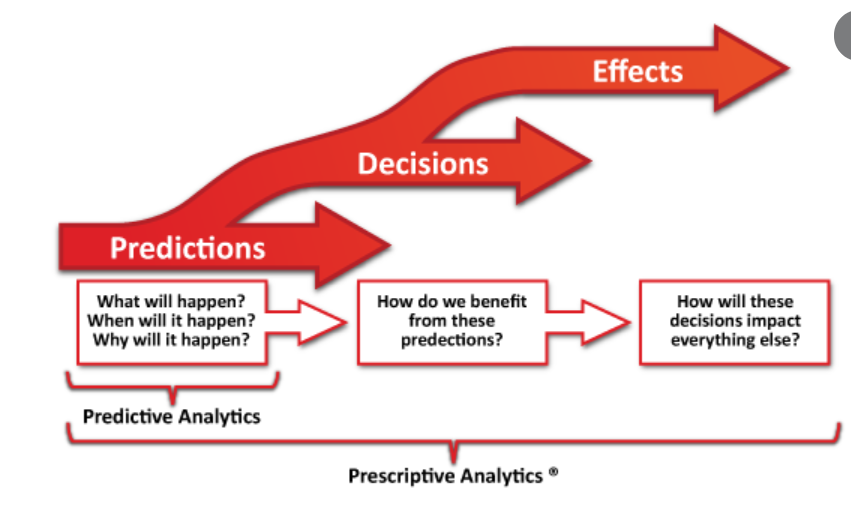 Effects
Decisions
Predictions
What will happen?
When will it happen?
Why will it happen?
How do we benefit
from these
predections?
How will these
decisions impact
everything else?
Predictive Analytics
Prescriptive Analytics ®